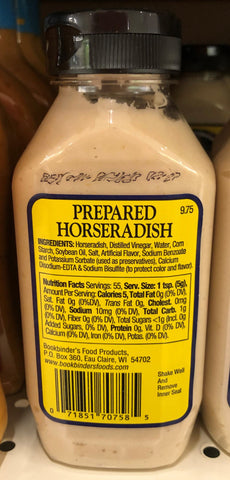 PREPARED
HORSERADISH
9.75
INGREDIENTS: Horseradish, Distilled Vinegar, Water, Corn
Starch, Soybean Oil, Salt, Artificial Flavor, Sodium Benzoate
and Potassium Sorbate (used as preservatives), Calcium
Disodium-EDTA & Sodium Bisulfite (to protect color and flavor).
Nutrition Facts Servings: 55, Serv. Size: 1 tsp. (5g),
Amount Per Serving: Calories 5, Total Fat 0g (0% DV),
Sat. Fat 0g (0% DV), Trans Fat 0g, Cholest. 0mg
(0% DV), Sodium 10mg (0% DV), Total Carb. 1g
(0% DV), Fiber 0g (0% DV), Total Sugars <1g (Incl. 0g
Added Sugars, 0% DV), Protein 0g, Vit. D (0% DV),
Calcium (0% DV), Iron (0% DV), Potas. (0% DV).
Bookbinder's Food Products,
P.O. Box 360, Eau Claire, WI 54702
www.bookbindersfoods.com
Shake Well
And
Remove
Inner Seal
0 71851 70758 5